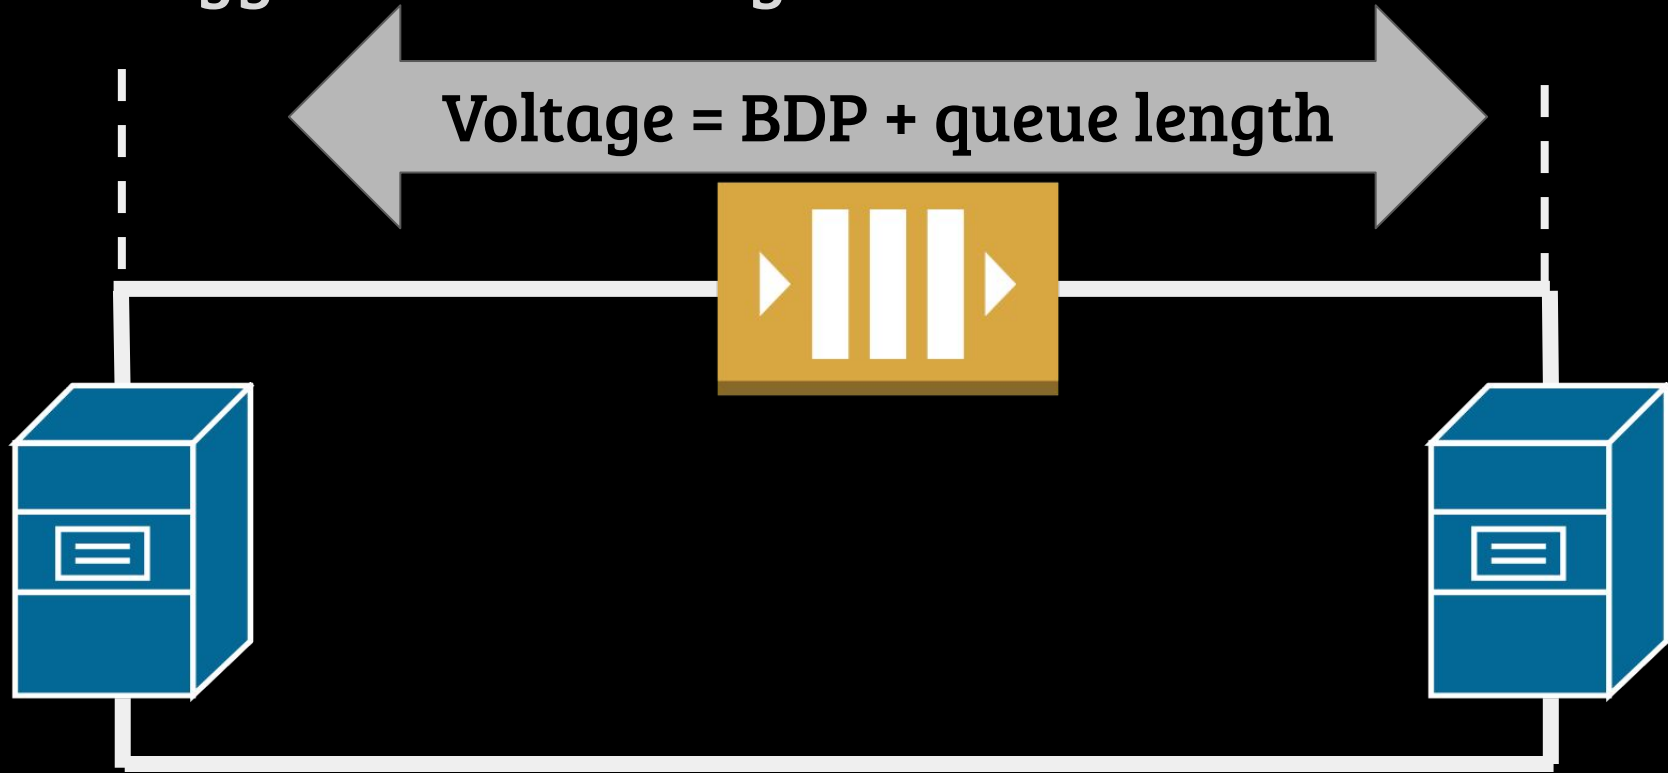 Voltage = BDP + queue length